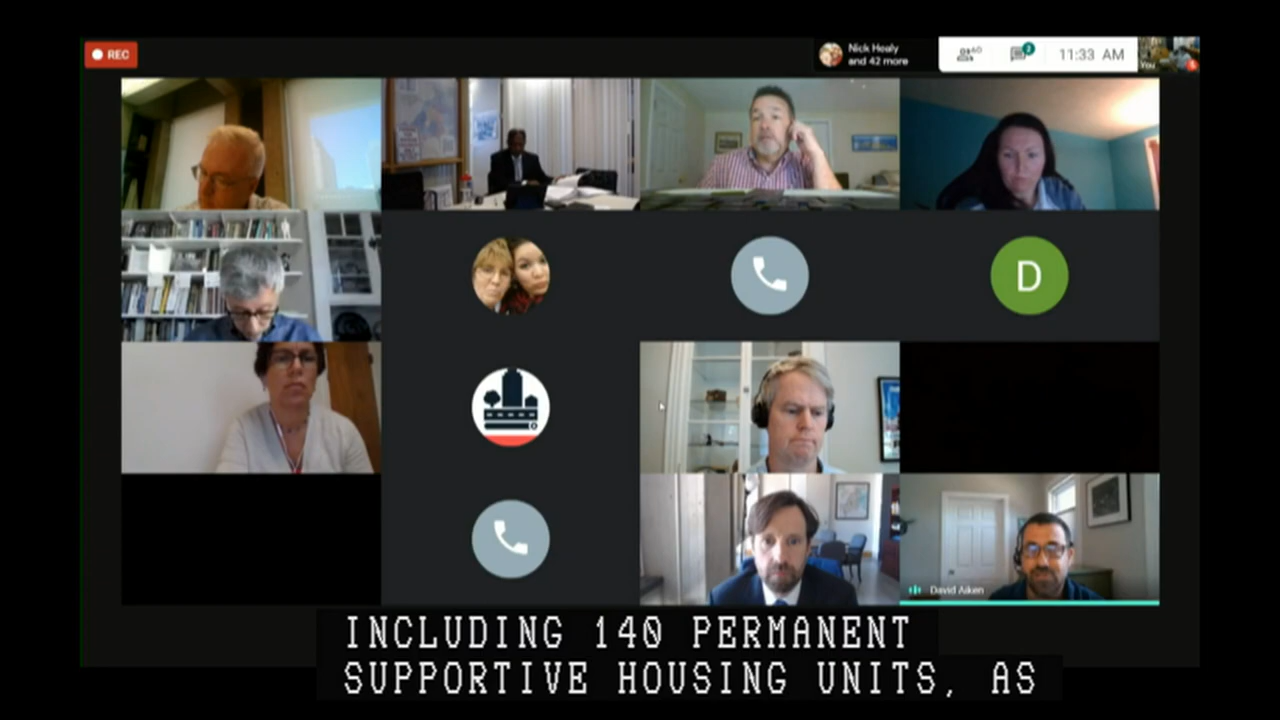 REC
Nick Healy
and 42 more
60
2
11:33 AM
You
D
David Aiken
INCLUDING 140 PERMANENT
SUPPORTIVE HOUSING UNITS, AS